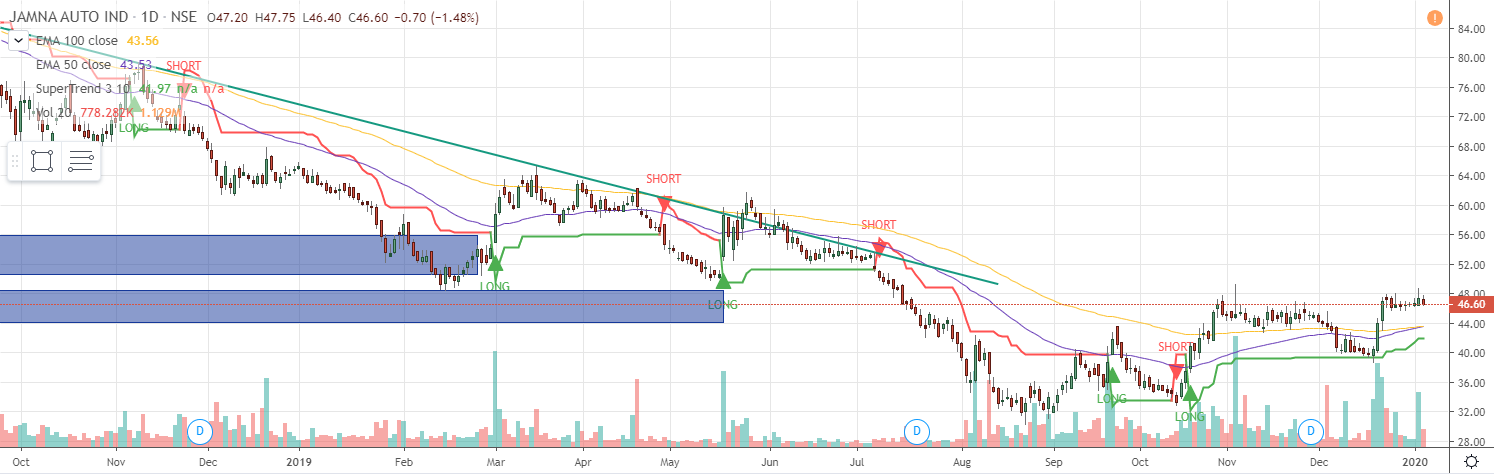 JAMNA AUTO IND · 1D · NSE O47.20 H47.75 L46.40 C46.60 −0.70 (−1.48%)
EMA 100 close 43.56
EMA 50 close 43.53
SuperTrend 3 10 41.97 n/a n/a
Vol 20 778.282K 1.129M
SHORT
LONG
LONG
SHORT
LONG
SHORT
LONG
SHORT
LONG
D
D
D
!
84.00
80.00
76.00
72.00
68.00
64.00
60.00
56.00
52.00
48.00
46.60
44.00
40.00
36.00
32.00
28.00
Oct Nov Dec 2019 Feb Mar Apr May Jun Jul Aug Sep Oct Nov Dec 2020